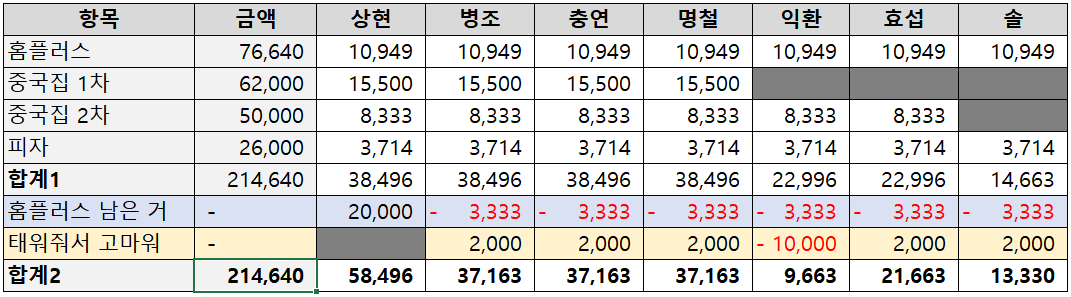 항목 금액 상현 병조 충연 명철 익환 효섭 솔
홈플러스 76,640 10,949 10,949 10,949 10,949 10,949 10,949 10,949
중국집 1차 62,000 15,500 15,500 15,500 15,500
중국집 2차 50,000 8,333 8,333 8,333 8,333 8,333 8,333
피자 26,000 3,714 3,714 3,714 3,714 3,714 3,714 3,714
합계1 214,640 38,496 38,496 38,496 38,496 22,996 22,996 14,663
홈플러스 남은 거 - 20,000 - 3,333 - 3,333 - 3,333 - 3,333 - 3,333 - 3,333
태워줘서 고마워 - 2,000 2,000 2,000 - 10,000 2,000 2,000
합계2 214,640 58,496 37,163 37,163 37,163 9,663 21,663 13,330